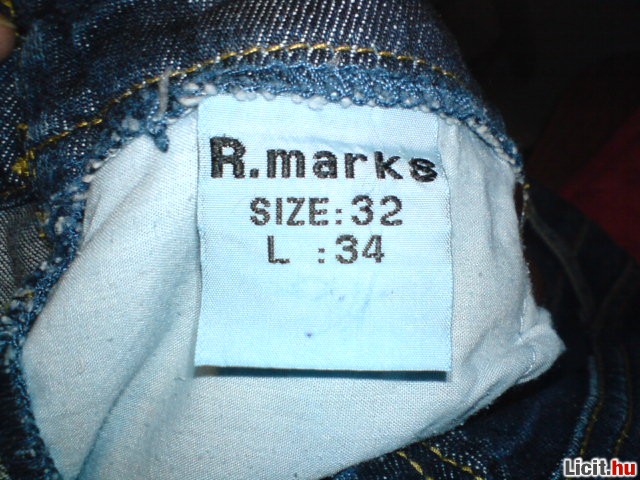 R.marks
SIZE:32
L :34
Licit.hu